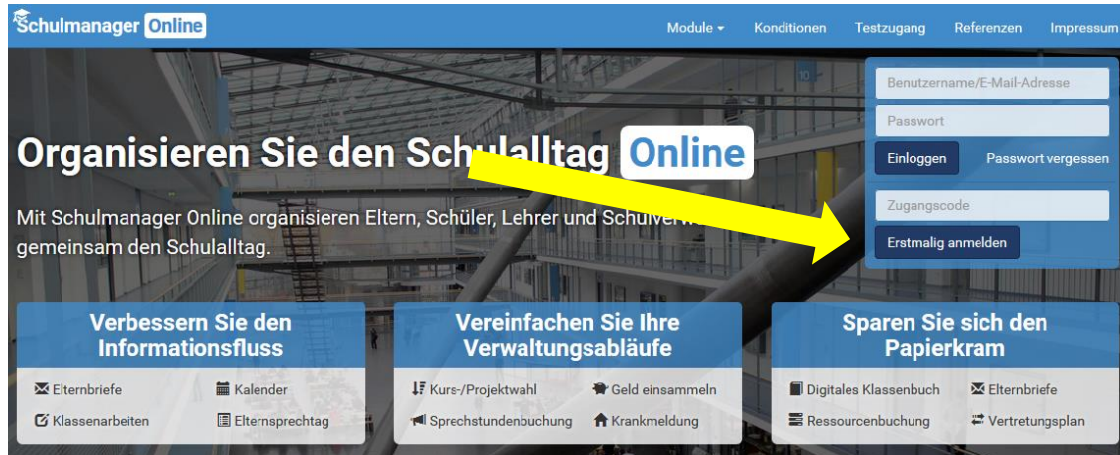 Schulmanager Online
Module Konditionen Testzugang Referenzen Impressum
Benutzername/E-Mail-Adresse
Passwort
Einloggen Passwort vergessen
Zugangscode
Erstmalig anmelden
Organisieren Sie den Schulalltag Online
Mit Schulmanager Online organisieren Eltern, Schüler, Lehrer und
gemeinsam den Schulalltag.
Verbessern Sie den
Informationsfluss
Elternbriefe Kalender
Klassenarbeiten Elternsprechtag
Vereinfachen Sie Ihre
Verwaltungsabläufe
Kurs-/Projektwahl Geld einsammeln
Sprechstundenbuchung Krankmeldung
Sparen Sie sich den
Papierkram
Digitales Klassenbuch Elternbriefe
Ressourcenbuchung Vertretungsplan